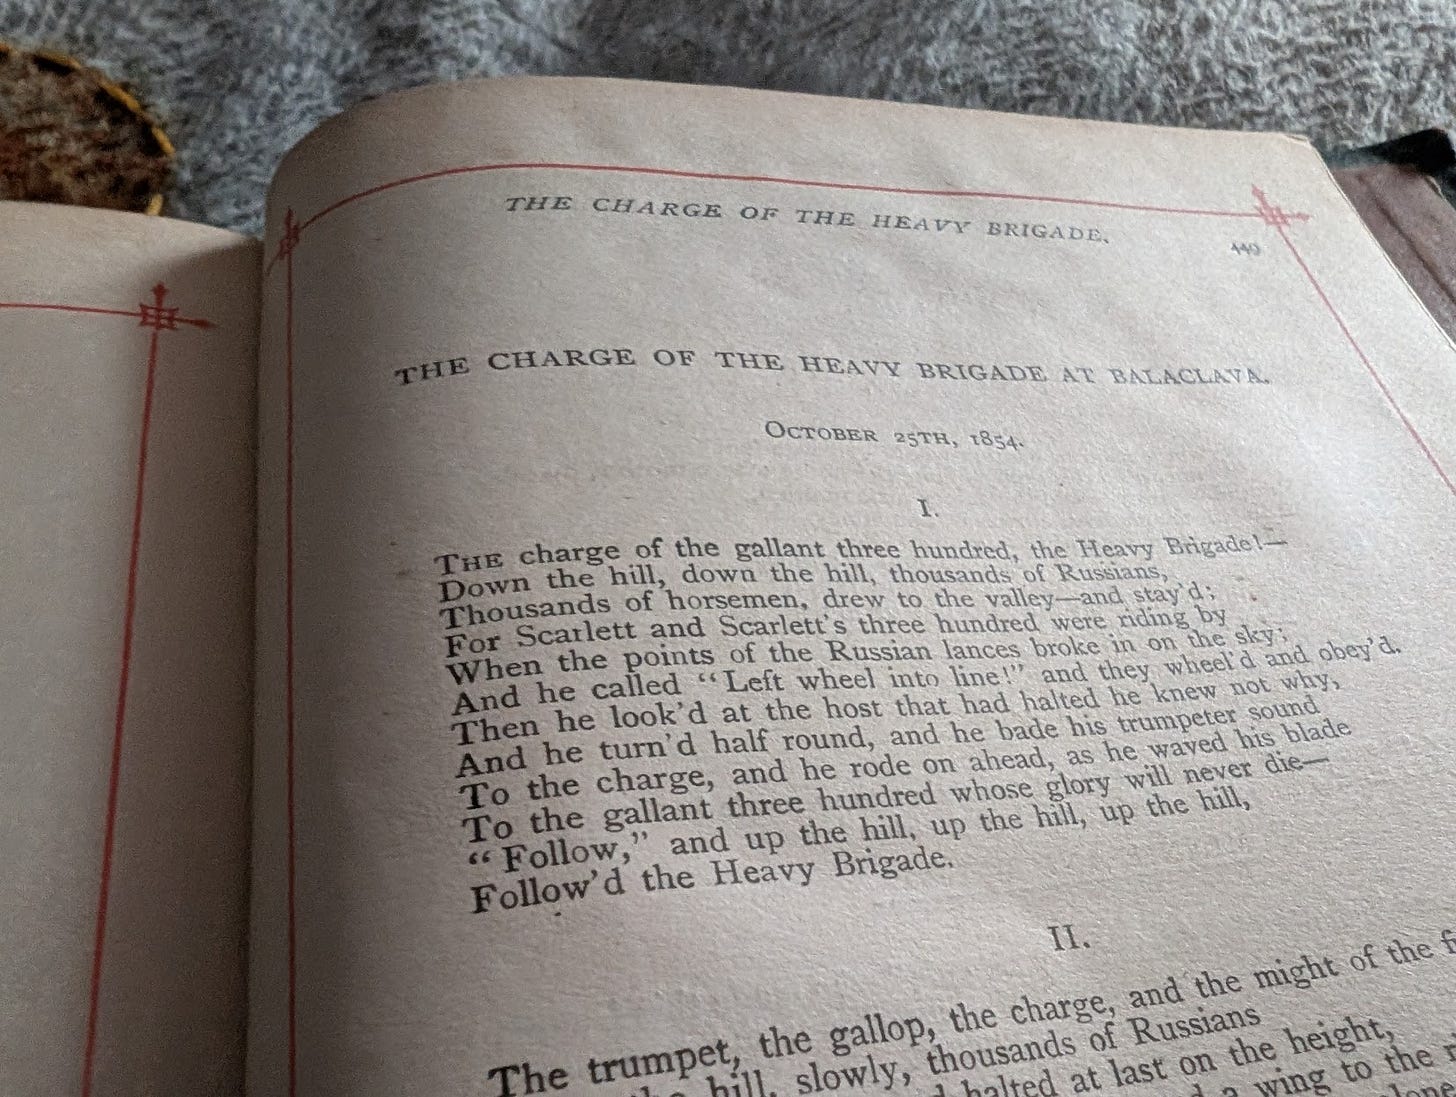 THE CHARGE OF THE HEAVY BRIGADE.
449
THE CHARGE OF THE HEAVY BRIGADE AT BALACLAVA.
OCTOBER 25TH, 1854.
I.
THE charge of the gallant three hundred, the Heavy Brigade!—
Down the hill, down the hill, thousands of Russians,
Thousands of horsemen, drew to the valley—and stay'd;
For Scarlett and Scarlett's three hundred were riding by
When the points of the Russian lances broke in on the sky;
And he called “Left wheel into line!” and they wheel'd and obey'd.
Then he look'd at the host that had halted he knew not why,
And he turn'd half round, and he bade his trumpeter sound
To the charge, and he rode on ahead, as he waved his blade
To the gallant three hundred whose glory will never die—
“Follow,” and up the hill, up the hill, up the hill,
Follow'd the Heavy Brigade.
II.
The trumpet, the gallop, the charge, and the might of the
hill, slowly, thousands of Russians
halted at last on the height,
a wing to the